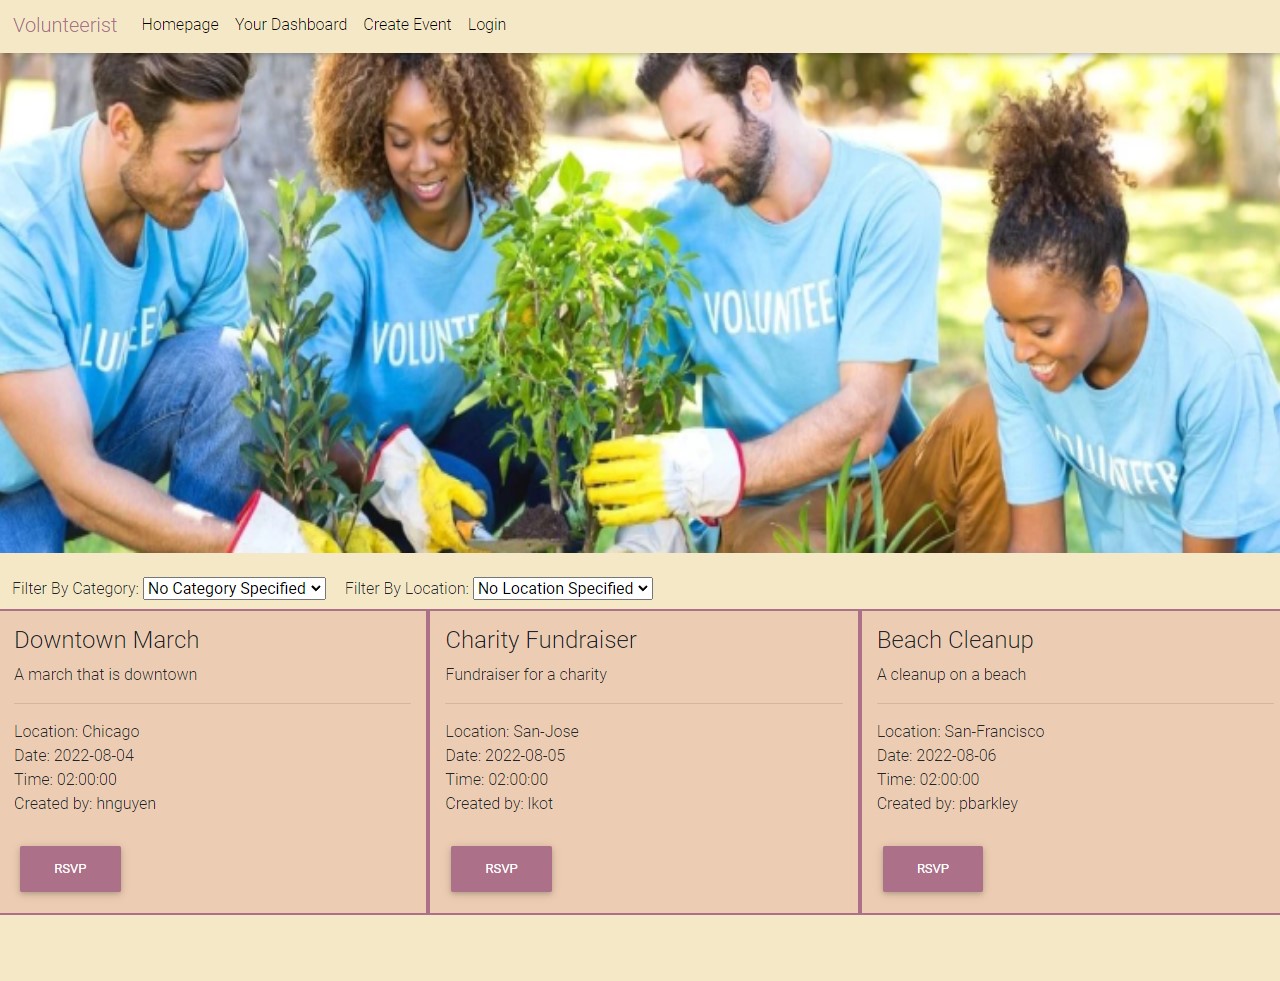 Volunteerist Homepage Your Dashboard Create Event Login
VOLUNTE
VOLUNTEE
Filter By Category: No Category Specified Filter By Location: No Location Specified
Downtown March
A march that is downtown
Location: Chicago
Date: 2022-08-04
Time: 02:00:00
Created by: hnguyen
RSVP
Charity Fundraiser
Fundraiser for a charity
Location: San-Jose
Date: 2022-08-05
Time: 02:00:00
Created by: lkot
RSVP
Beach Cleanup
A cleanup on a beach
Location: San-Francisco
Date: 2022-08-06
Time: 02:00:00
Created by: pbarkley
RSVP